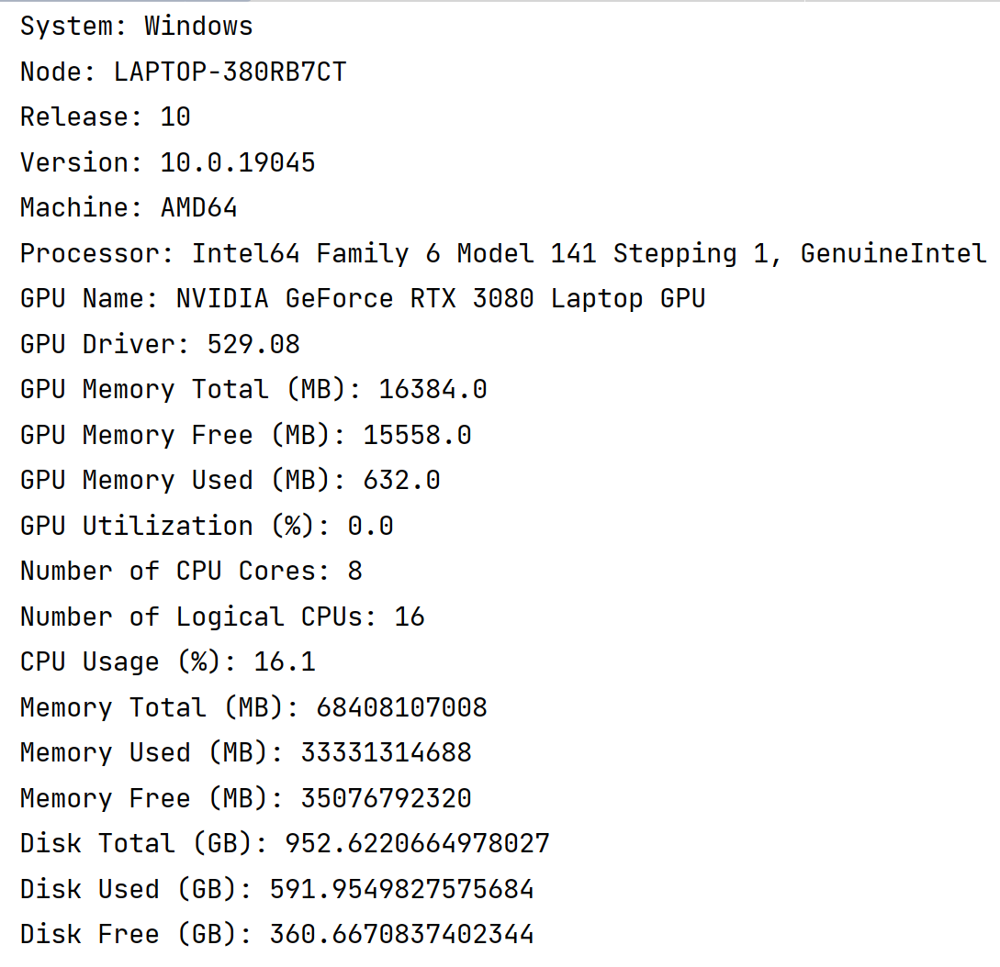 System: Windows
Node: LAPTOP-380RB7CT
Release: 10
Version: 10.0.19045
Machine: AMD64
Processor: Intel64 Family 6 Model 141 Stepping 1, GenuineIntel
GPU Name: NVIDIA GeForce RTX 3080 Laptop GPU
GPU Driver: 529.08
GPU Memory Total (MB): 16384.0
GPU Memory Free (MB): 15558.0
GPU Memory Used (MB): 632.0
GPU Utilization (%): 0.0
Number of CPU Cores: 8
Number of Logical CPUs: 16
CPU Usage (%): 16.1
Memory Total (MB): 68408107008
Memory Used (MB): 33331314688
Memory Free (MB): 35076792320
Disk Total (GB): 952.6220664978027
Disk Used (GB): 591.9549827575684
Disk Free (GB): 360.6670837402344